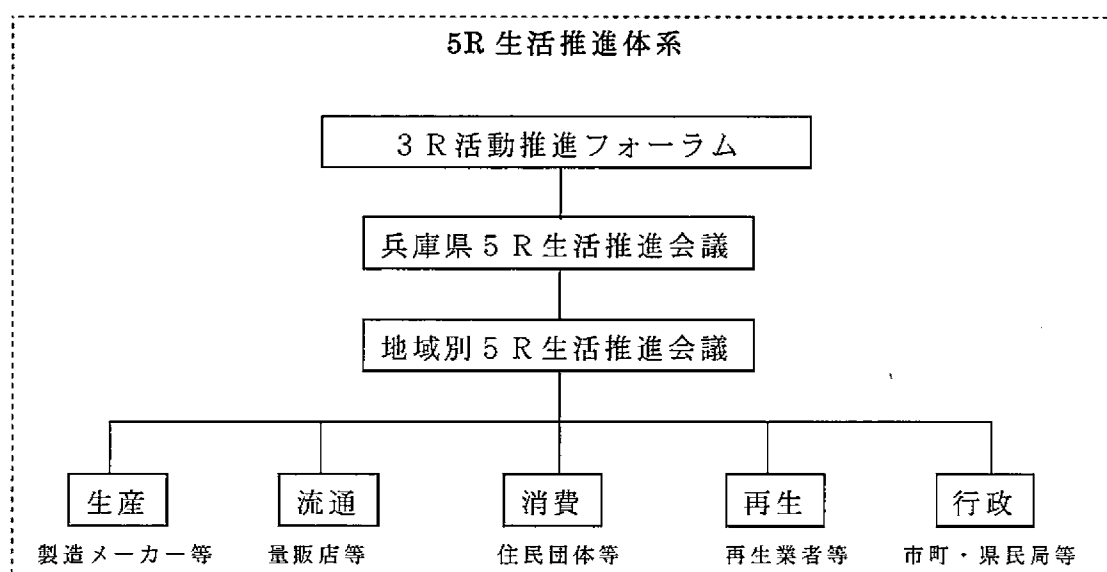 5R 生活推進体系
3R活動推進フォーラム
兵庫県5R生活推進会議
地域別5R生活推進会議
生産 流通 消費 再生 行政
製造メーカー等 量販店等 住民団体等 再生業者等 市町・県民局等